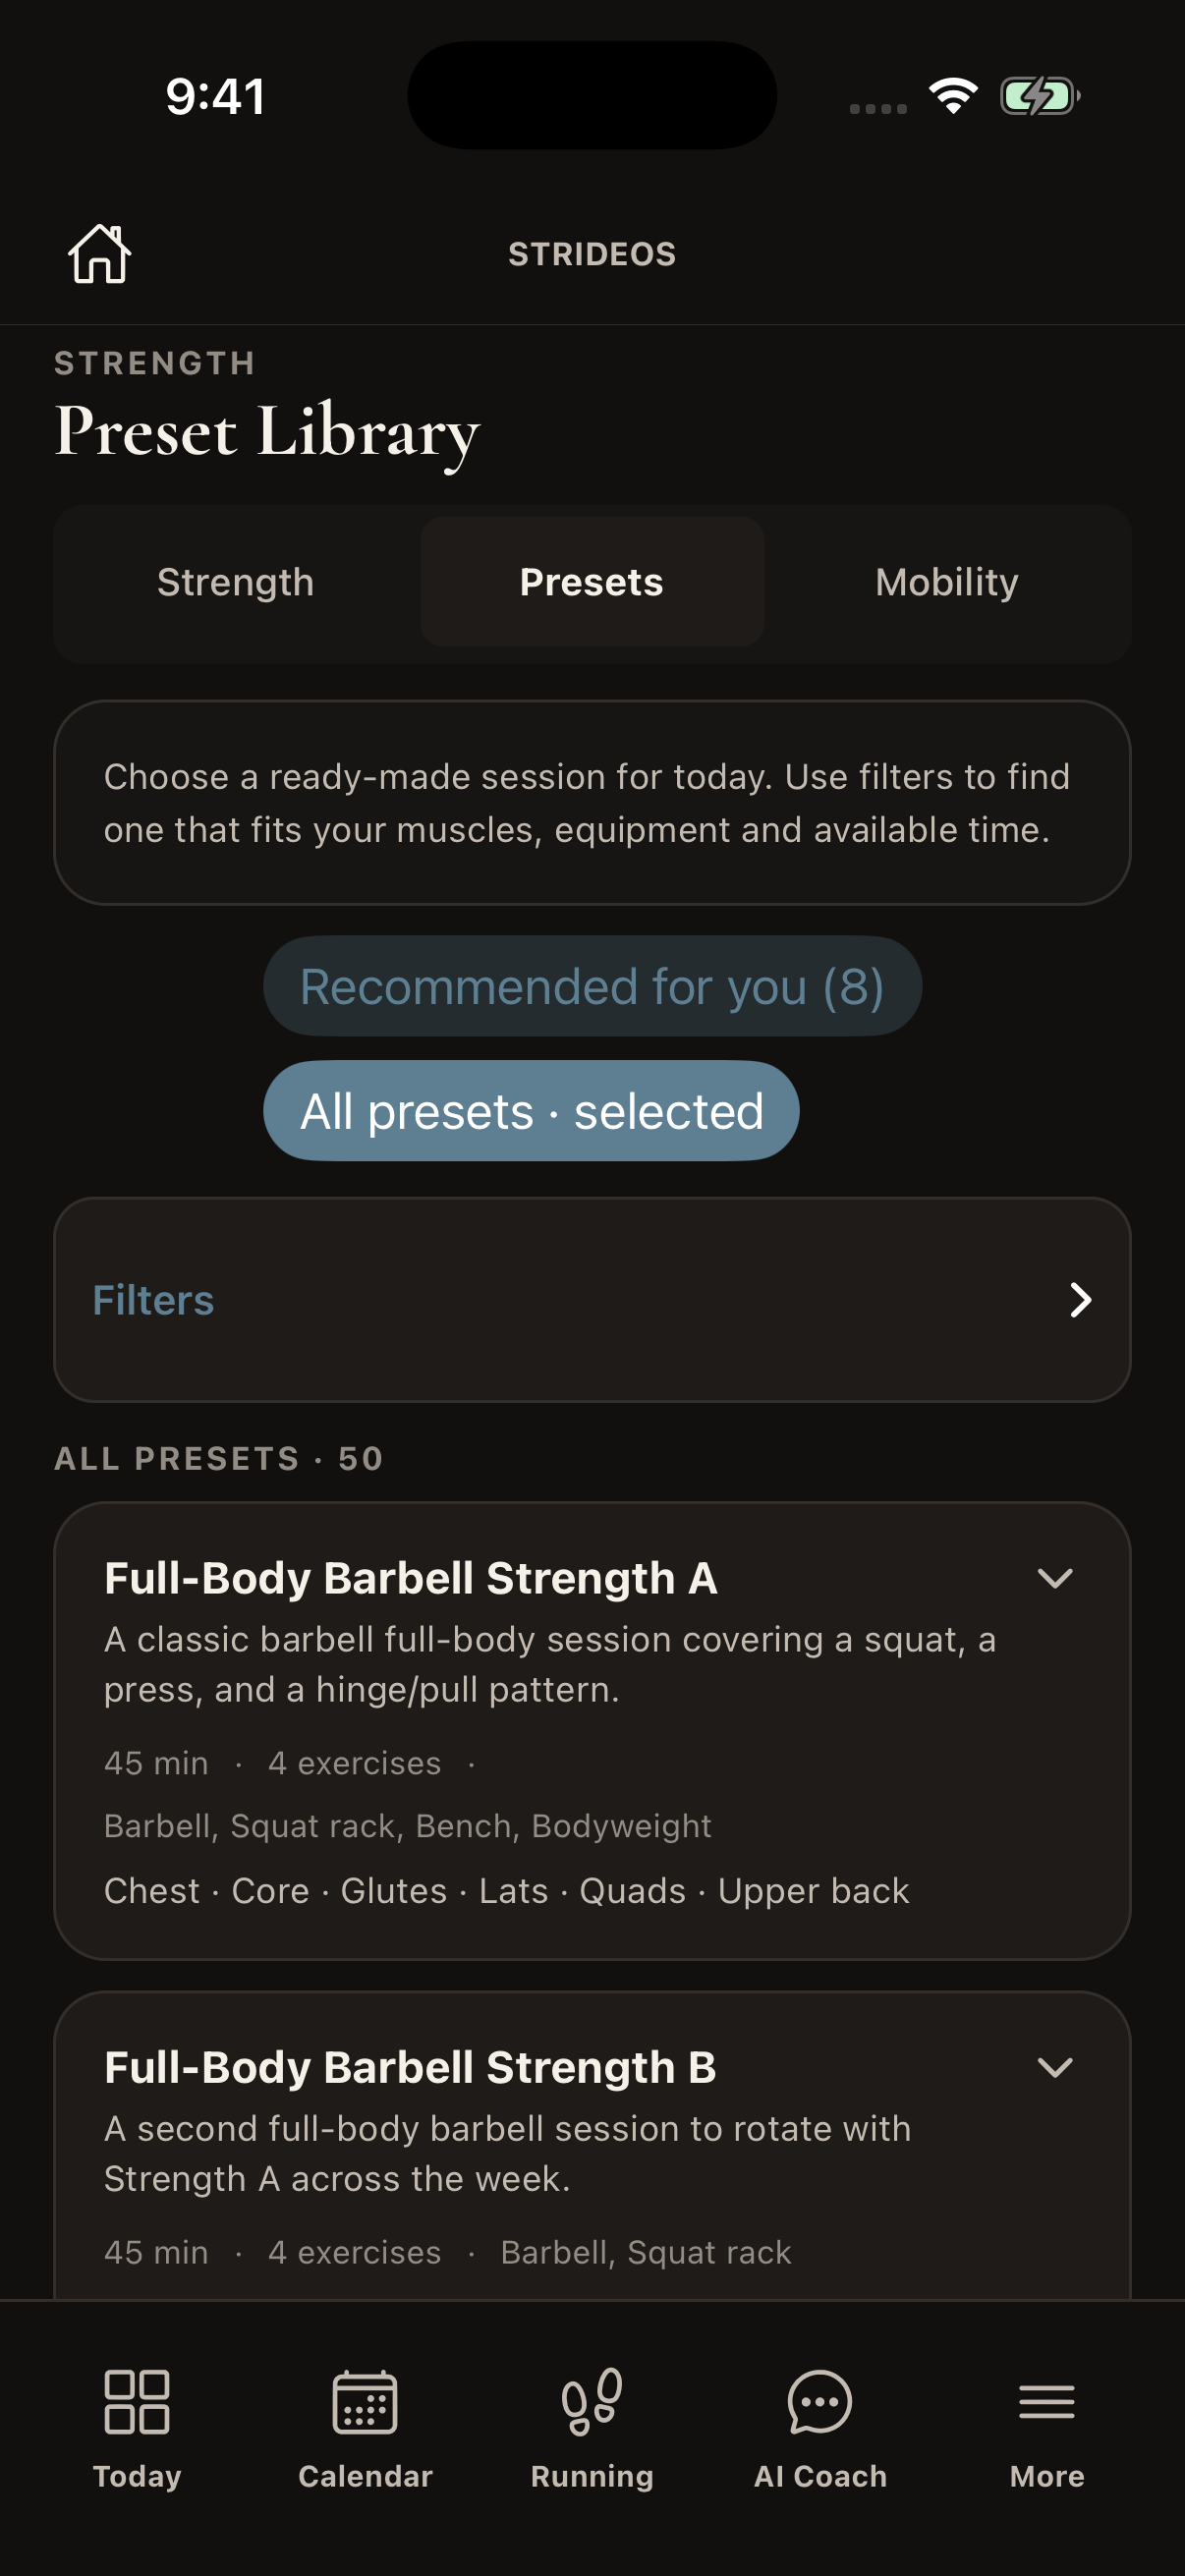 9:41
STRIDEOS
STRENGTH
Preset Library
Strength Presets Mobility
Choose a ready-made session for today. Use filters to find
one that fits your muscles, equipment and available time.
Recommended for you (8)
All presets · selected
Filters
ALL PRESETS · 50
Full-Body Barbell Strength A
A classic barbell full-body session covering a squat, a
press, and a hinge/pull pattern.
45 min · 4 exercises ·
Barbell, Squat rack, Bench, Bodyweight
Chest · Core · Glutes · Lats · Quads · Upper back
Full-Body Barbell Strength B
A second full-body barbell session to rotate with
Strength A across the week.
45 min · 4 exercises · Barbell, Squat rack
Today Calendar Running AI Coach More